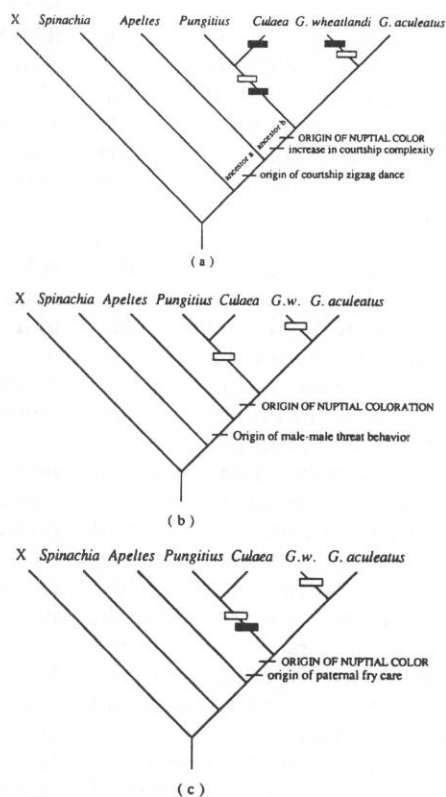 X Spinachia Apeltes Pungitius Culaea G. wheatlandi G. aculeatus
ancestor a
ancestor b
ORIGIN OF NUPTIAL COLOR
increase in courtship complexity
origin of courtship zigzag dance
( a )
X Spinachia Apeltes Pungitius Culaea G.w. G. aculeatus
ORIGIN OF NUPTIAL COLORATION
Origin of male-male threat behavior
( b )
X Spinachia Apeltes Pungitius Culaea G.w. G. aculeatus
ORIGIN OF NUPTIAL COLOR
origin of paternal fry care
( c )